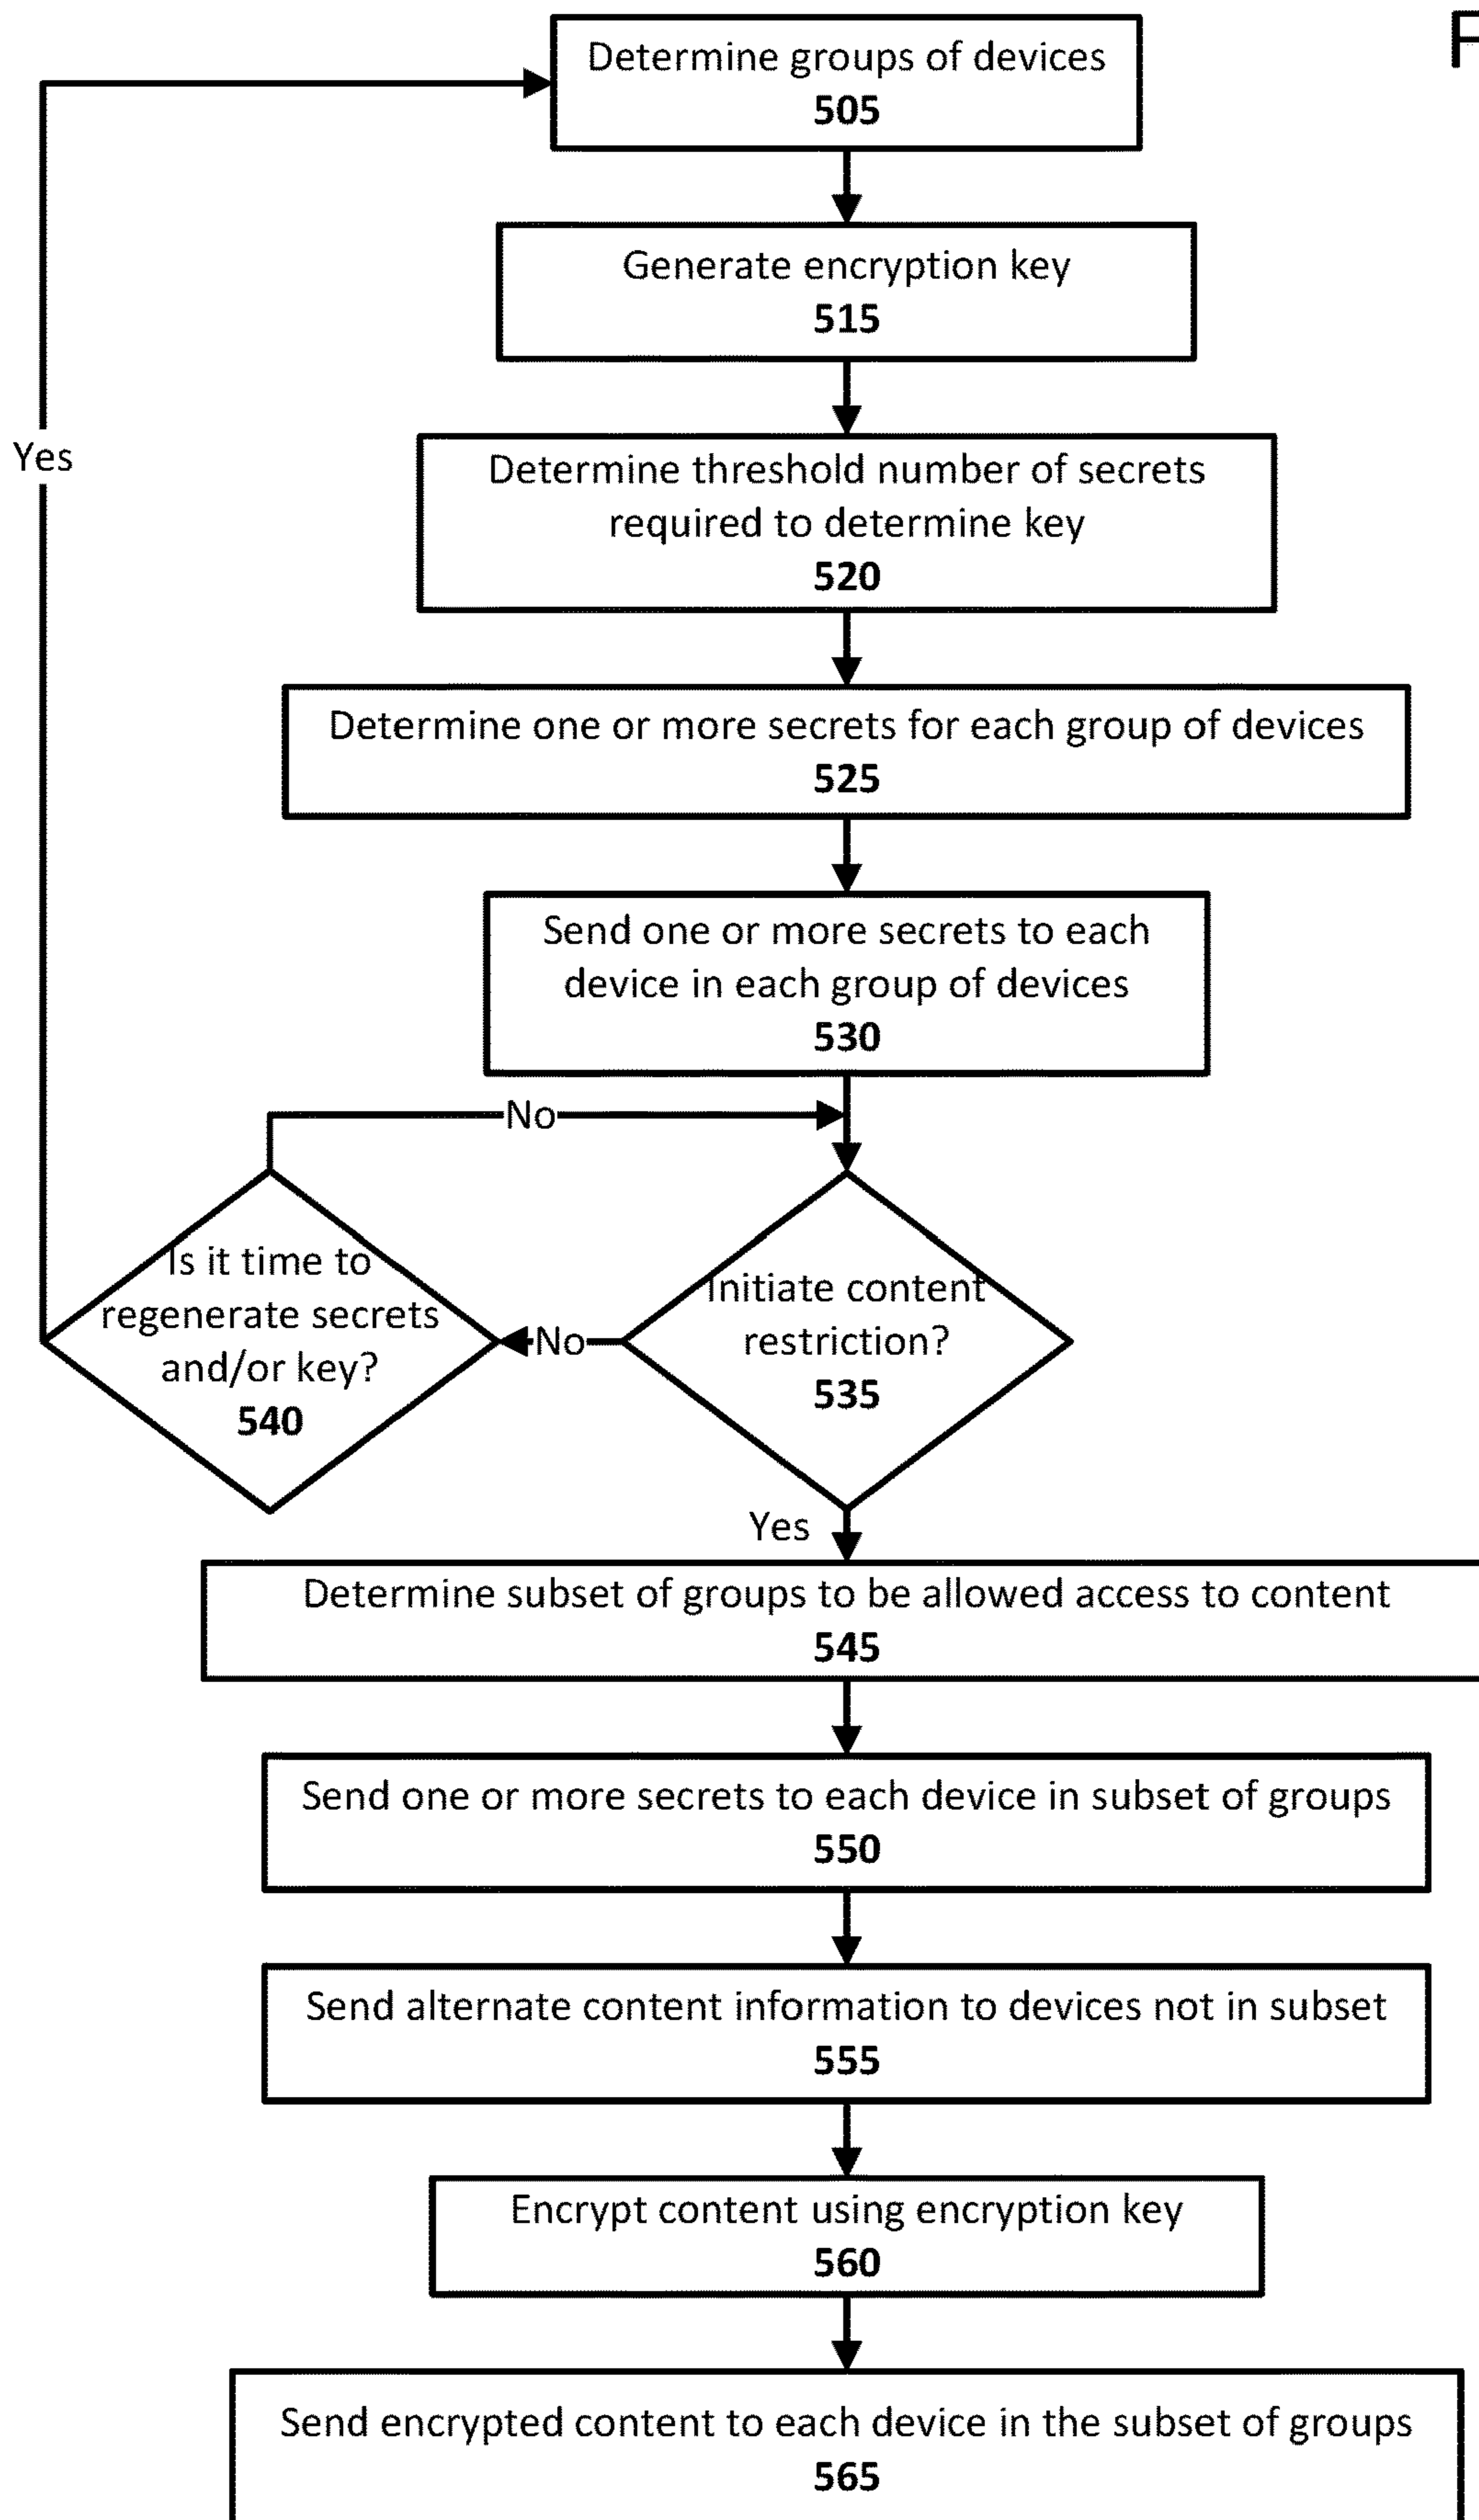 Determine groups of devices
505
Generate encryption key
515
Yes
Determine threshold number of secrets
required to determine key
520
Determine one or more secrets for each group of devices
525
Send one or more secrets to each
device in each group of devices
530
No
Is it time to
regenerate secrets
and/or key?
540
No
Initiate content
restriction?
535
Yes
Determine subset of groups to be allowed access to content
545
Send one or more secrets to each device in subset of groups
550
Send alternate content information to devices not in subset
555
Encrypt content using encryption key
560
Send encrypted content to each device in the subset of groups
565